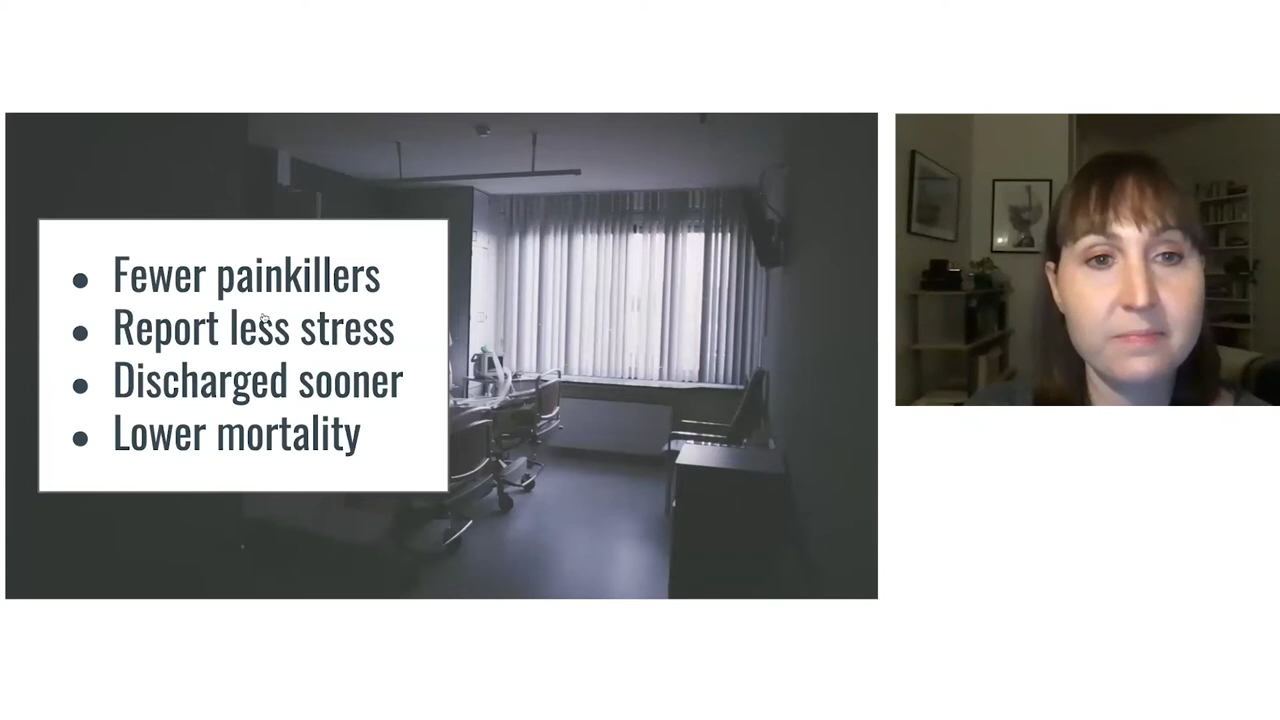 Fewer painkillers
Report less stress
Discharged sooner
Lower mortality